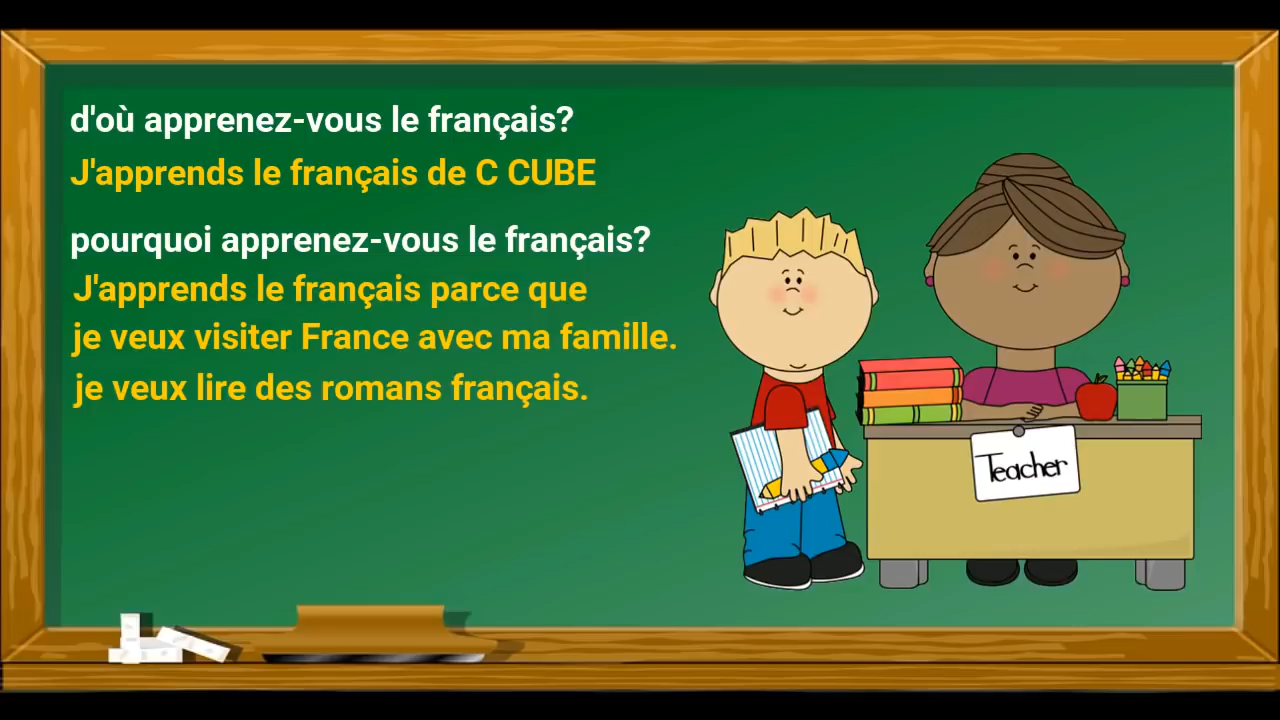 d'où apprenez-vous le français?
J'apprends le français de C CUBE
pourquoi apprenez-vous le français?
J'apprends le français parce que
je veux visiter France avec ma famille.
je veux lire des romans français.
Teacher